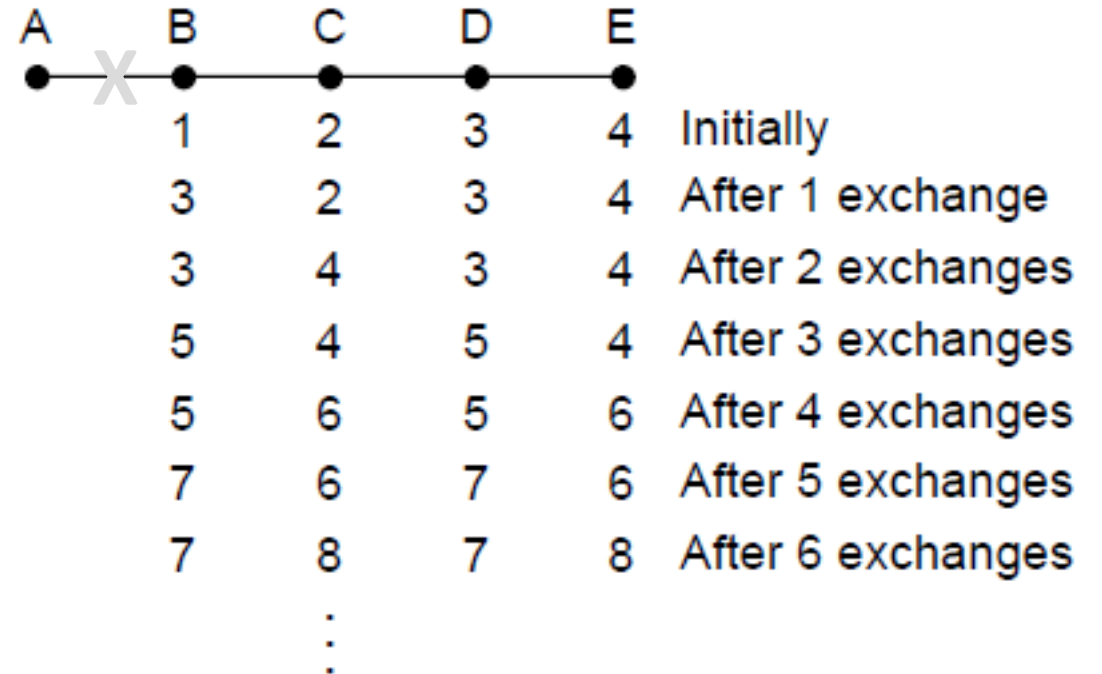 A B C D E
X
1 2 3 4 Initially
3 2 3 4 After 1 exchange
3 4 3 4 After 2 exchanges
5 4 5 4 After 3 exchanges
5 6 5 6 After 4 exchanges
7 6 7 6 After 5 exchanges
7 8 7 8 After 6 exchanges